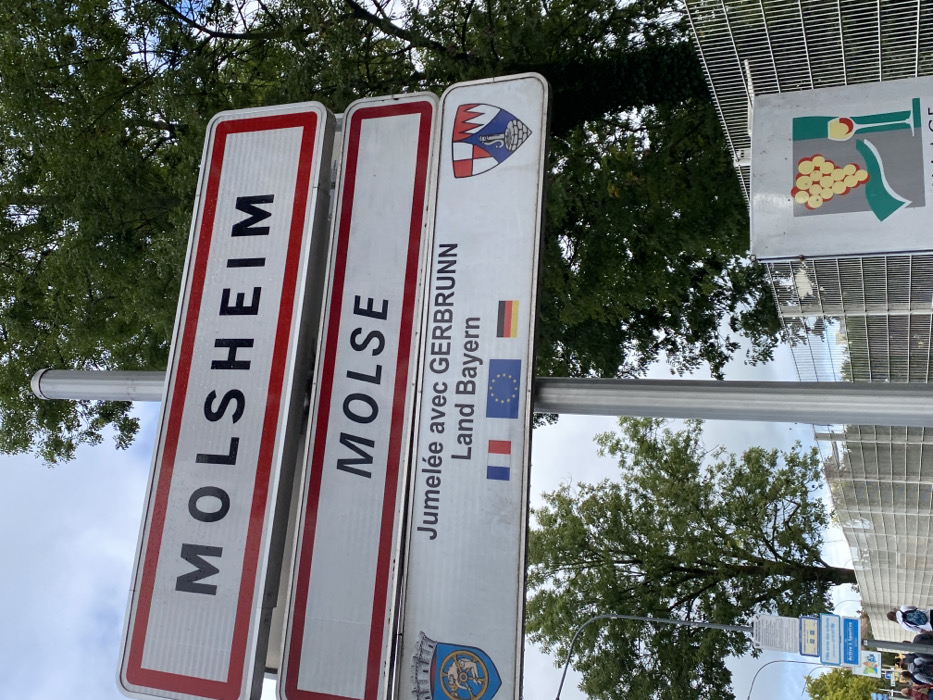 MOLSHEIM
MOLSE
Jumelée avec GERBRUNN
Land Bayern